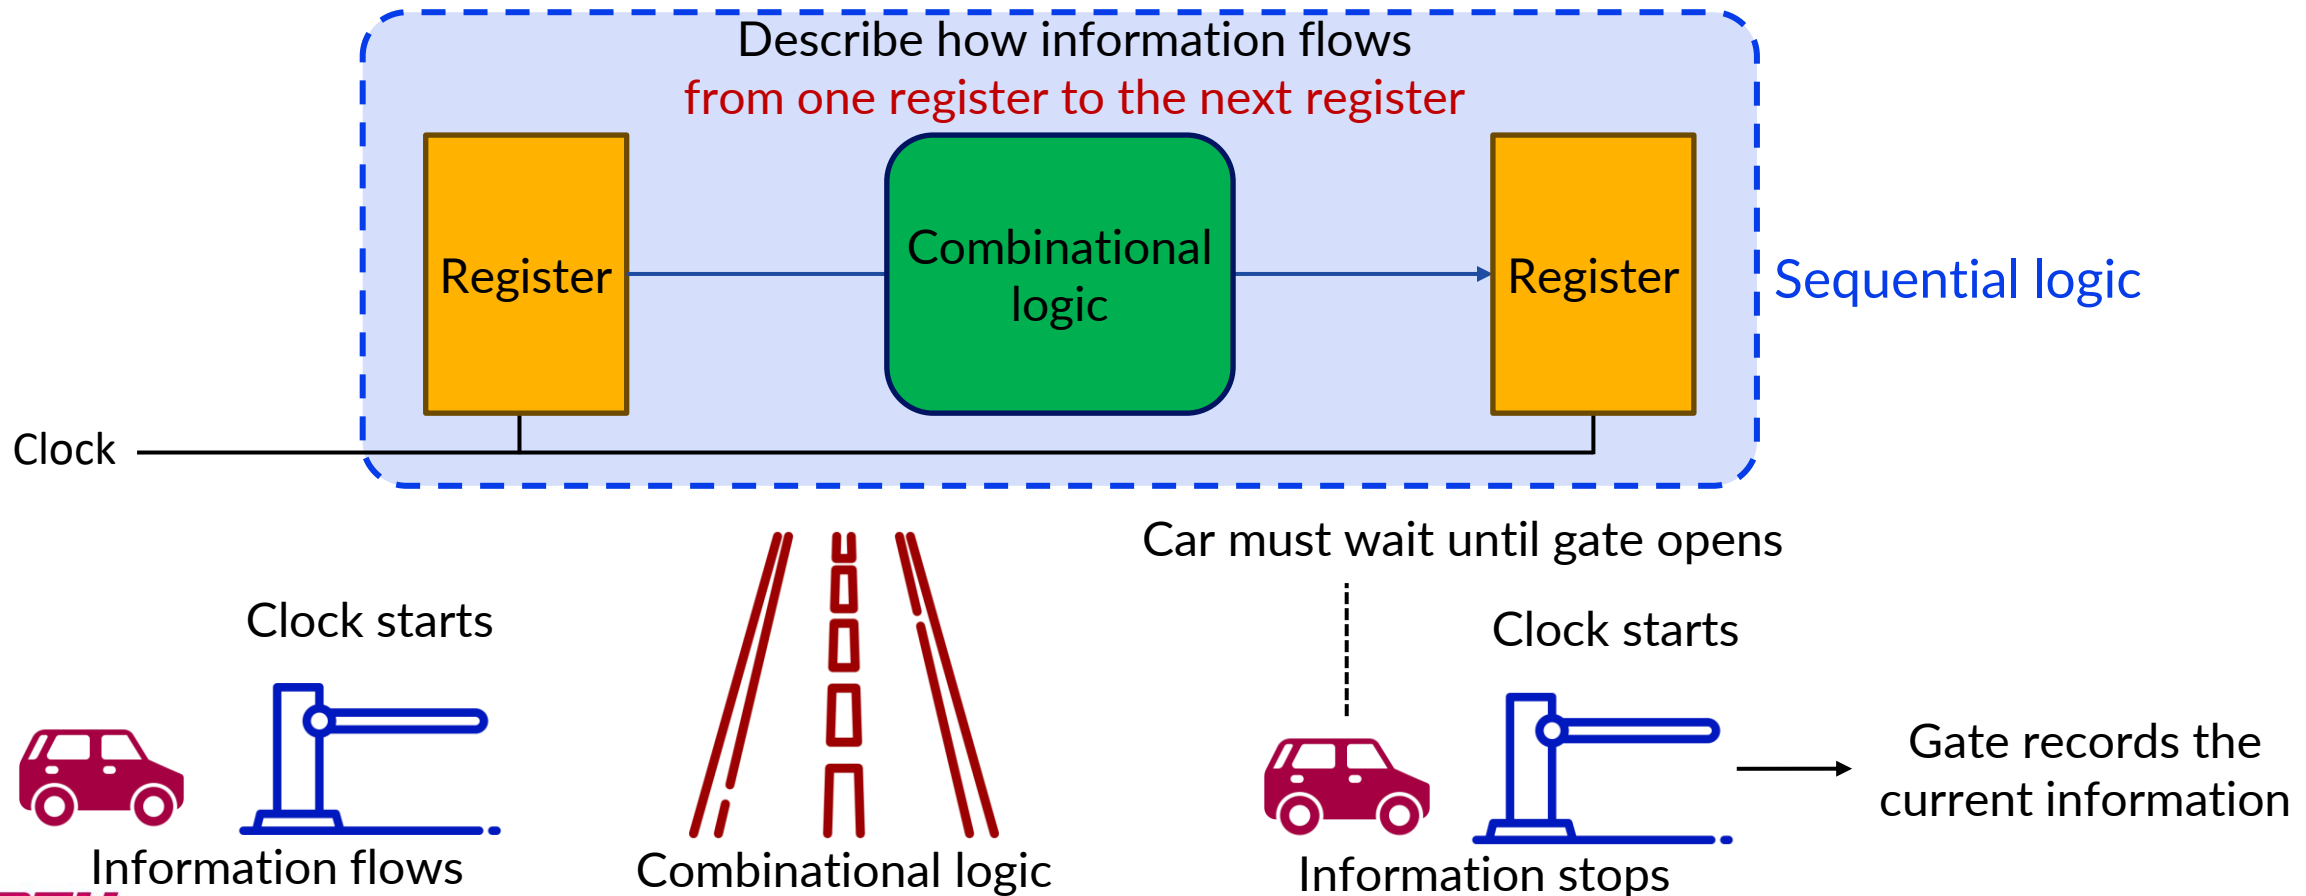 Describe how information flows
from one register to the next register
Register
Combinational
logic
Register
Sequential logic
Clock
Car must wait until gate opens
Clock starts
Clock starts
Gate records the
current information
Information flows
Combinational logic
Information stops